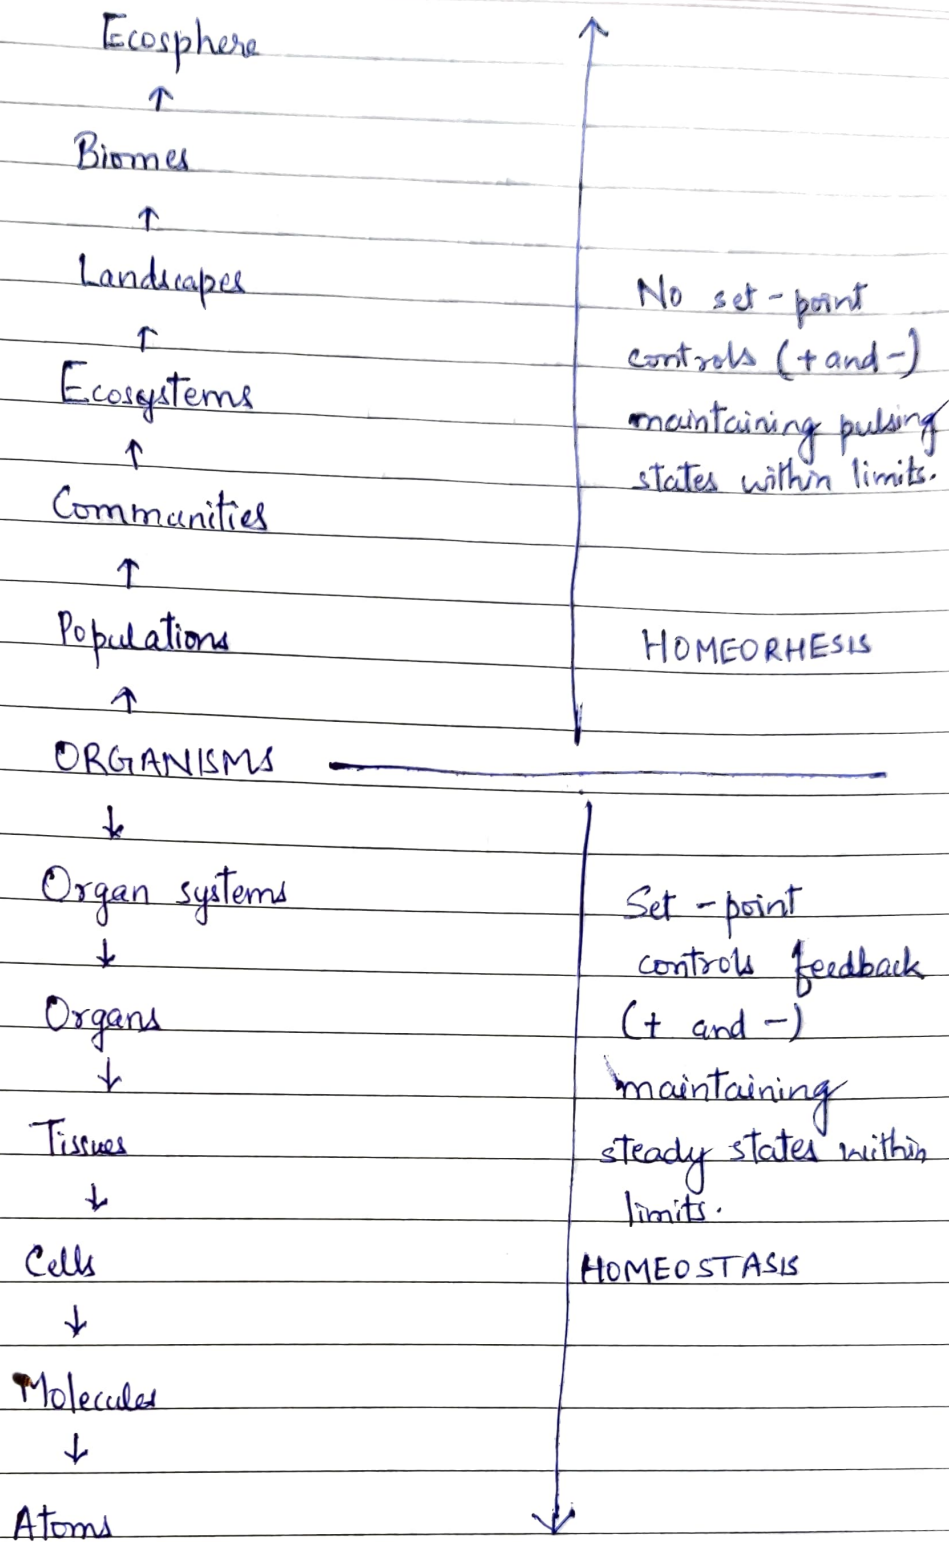 Ecosphere
↑
Biomes
↑
Landscapes
↑
Ecosystems
↑
Communities
↑
Populations
↑
ORGANISMS
↓
Organ systems
↓
Organs
↓
Tissues
↓
Cells
↓
Molecules
↓
Atoms
No set-point
controls (+ and -)
maintaining pulsing
states within limits.
HOMEORHESIS
Set-point
controls feedback
(+ and -)
maintaining
steady states within
limits.
HOMEOSTASIS